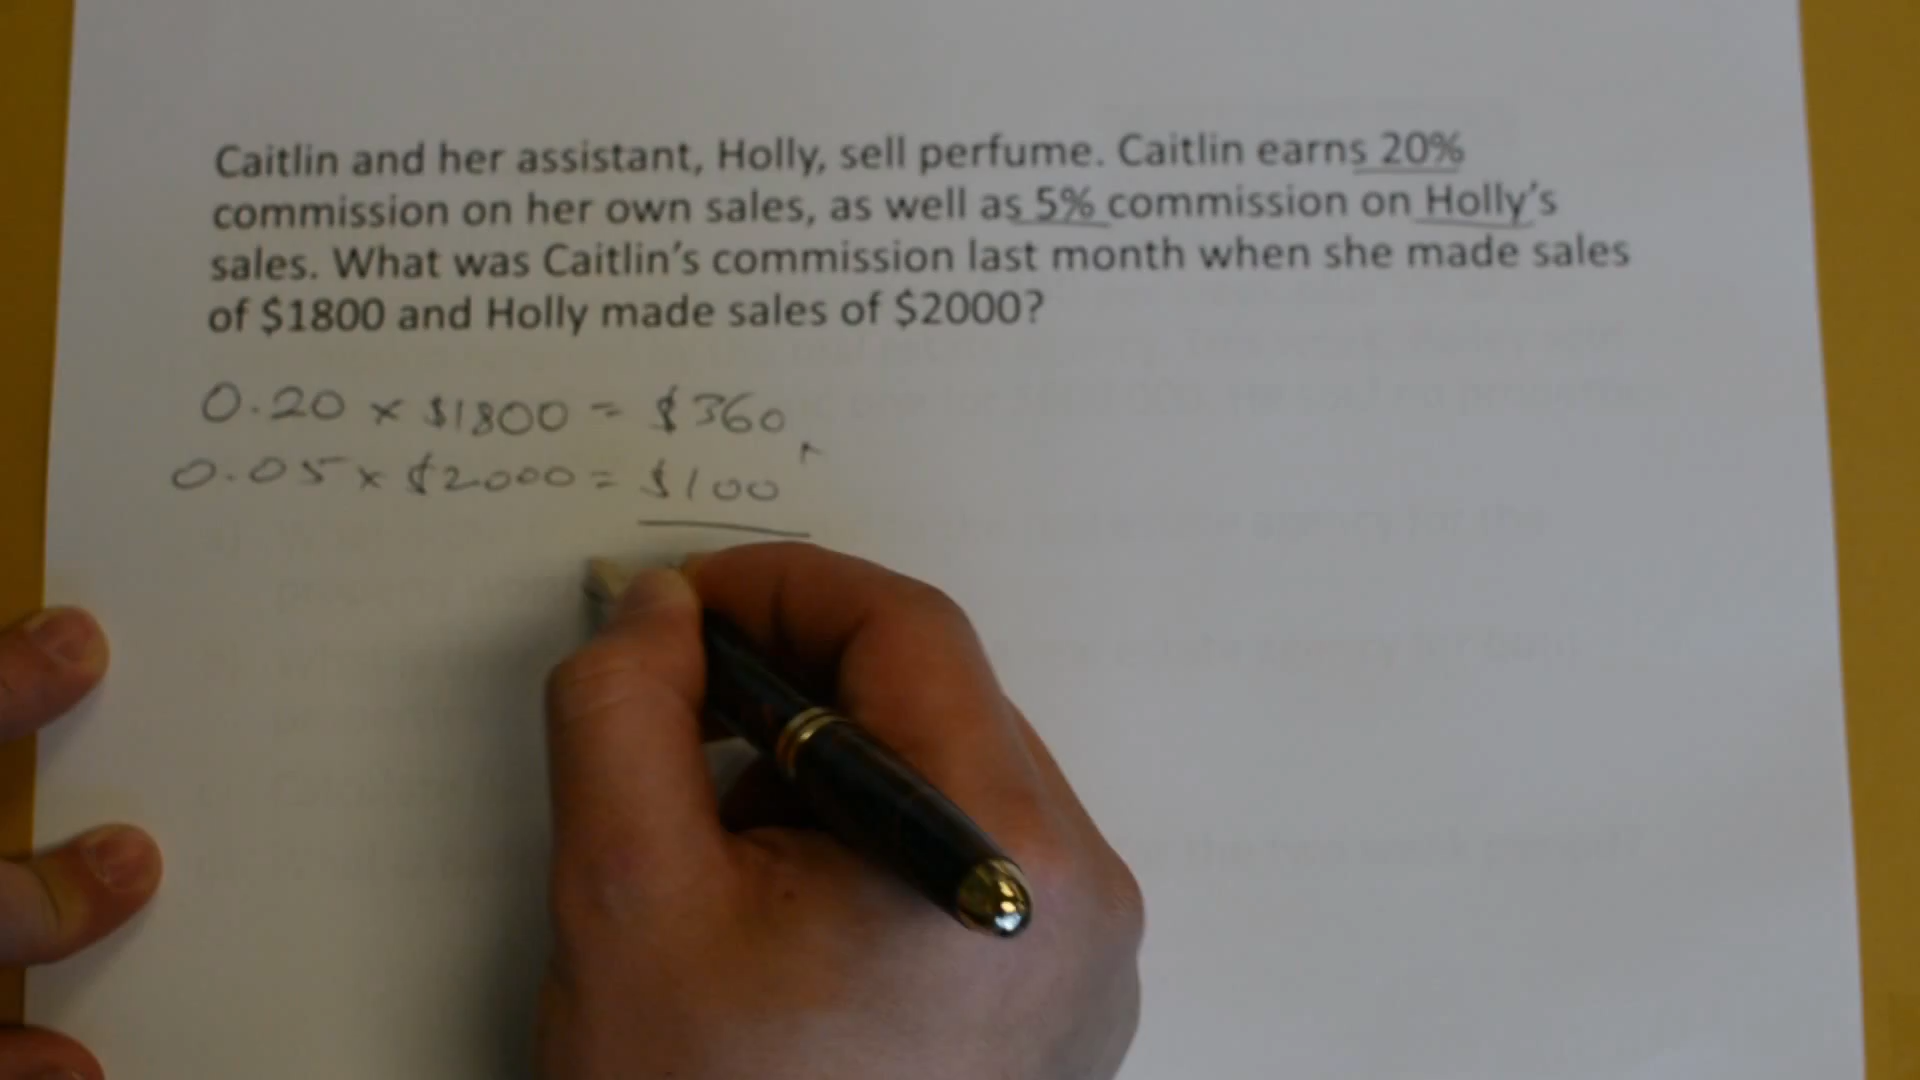 Caitlin and her assistant, Holly, sell perfume. Caitlin earns 20%
commission on her own sales, as well as 5% commission on Holly's
sales. What was Caitlin's commission last month when she made sales
of $1800 and Holly made sales of $2000?
0.20 × $1800 = $360
0.05 × $2000 = $100